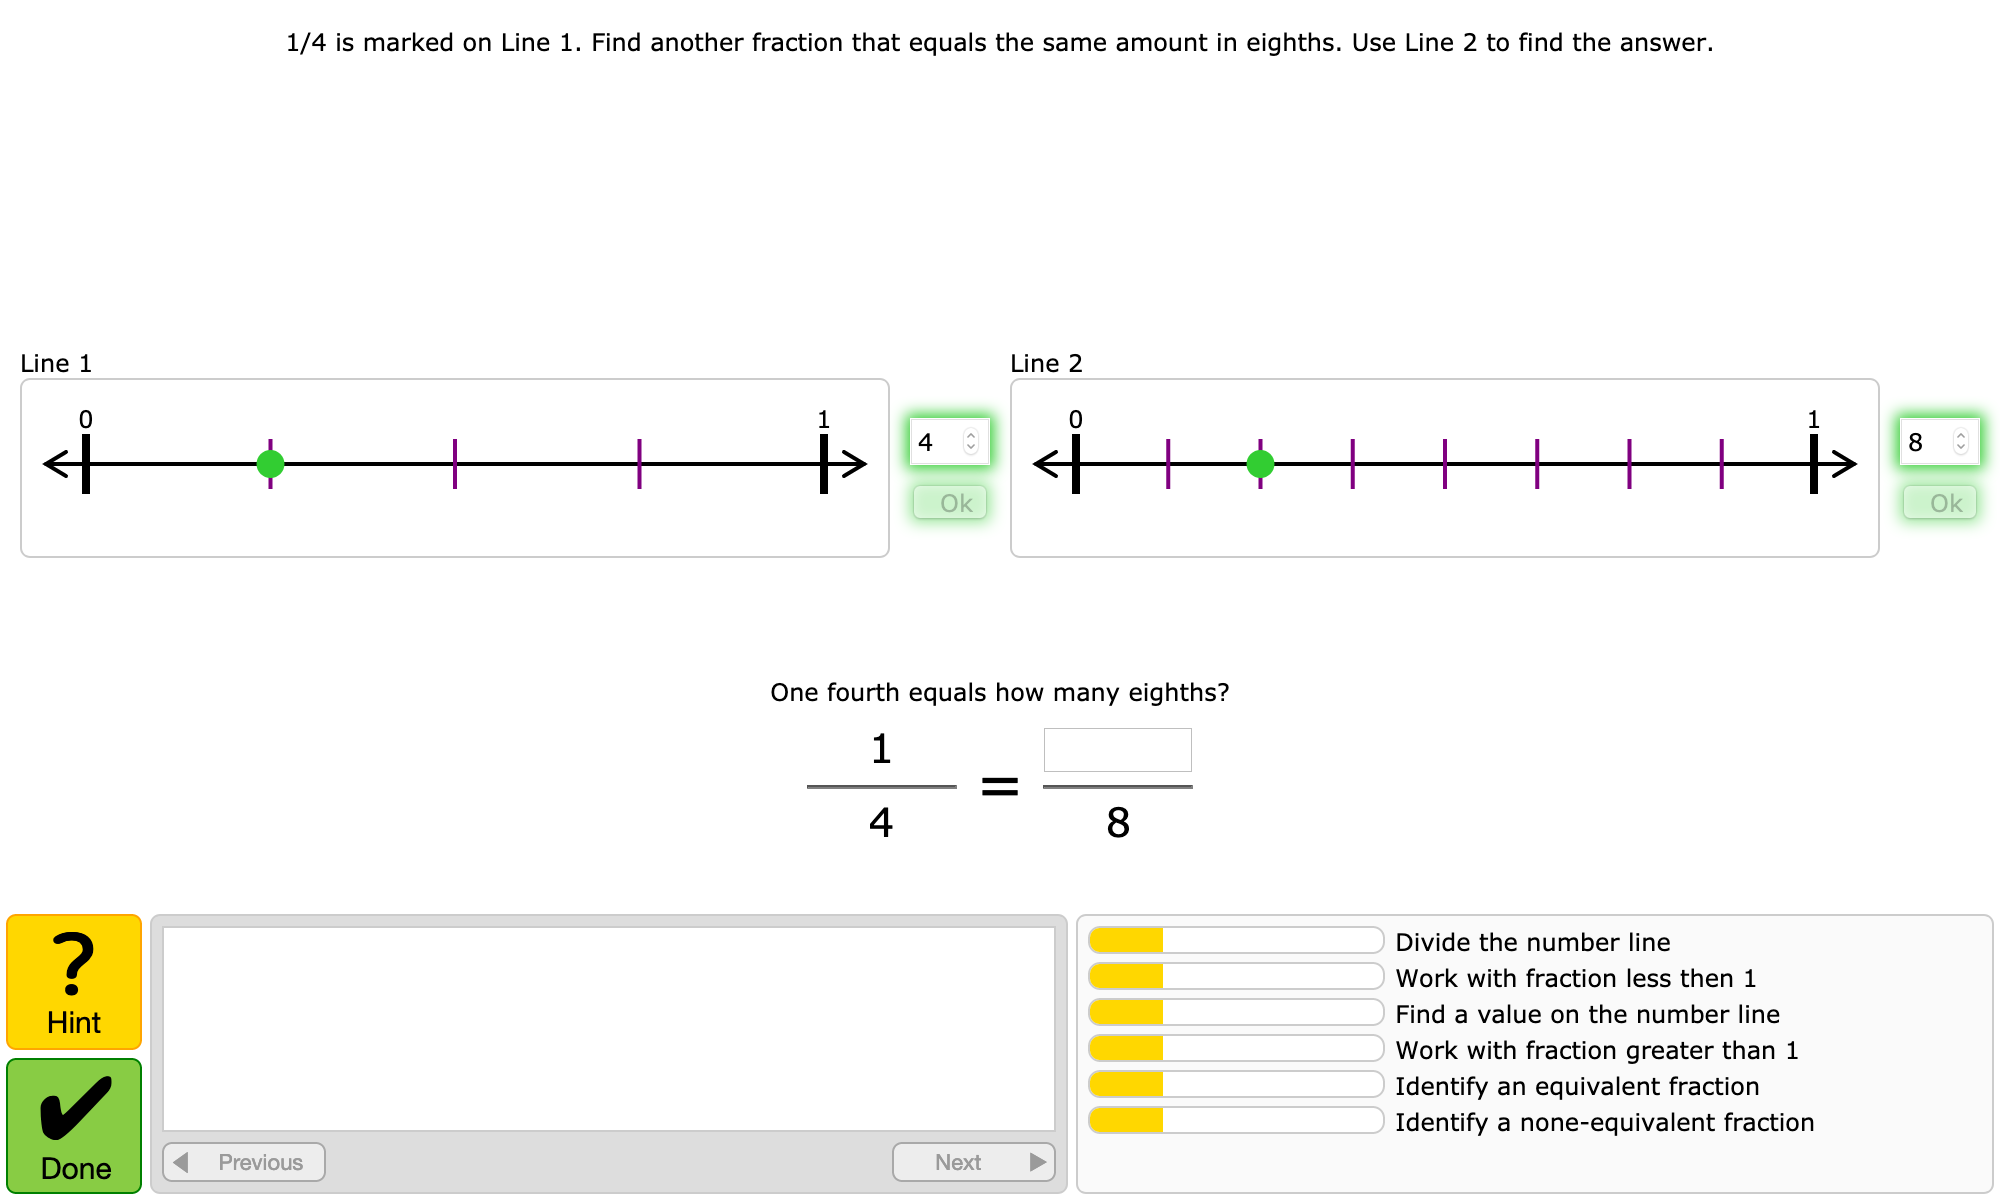 1/4 is marked on Line 1. Find another fraction that equals the same amount in eighths. Use Line 2 to find the answer.
Line 1
0
1
4
Ok
Line 2
0
1
8
Ok
One fourth equals how many eighths?
1
4
=
8
?
Hint
Done
Previous
Next
Divide the number line
Work with fraction less then 1
Find a value on the number line
Work with fraction greater than 1
Identify an equivalent fraction
Identify a none-equivalent fraction